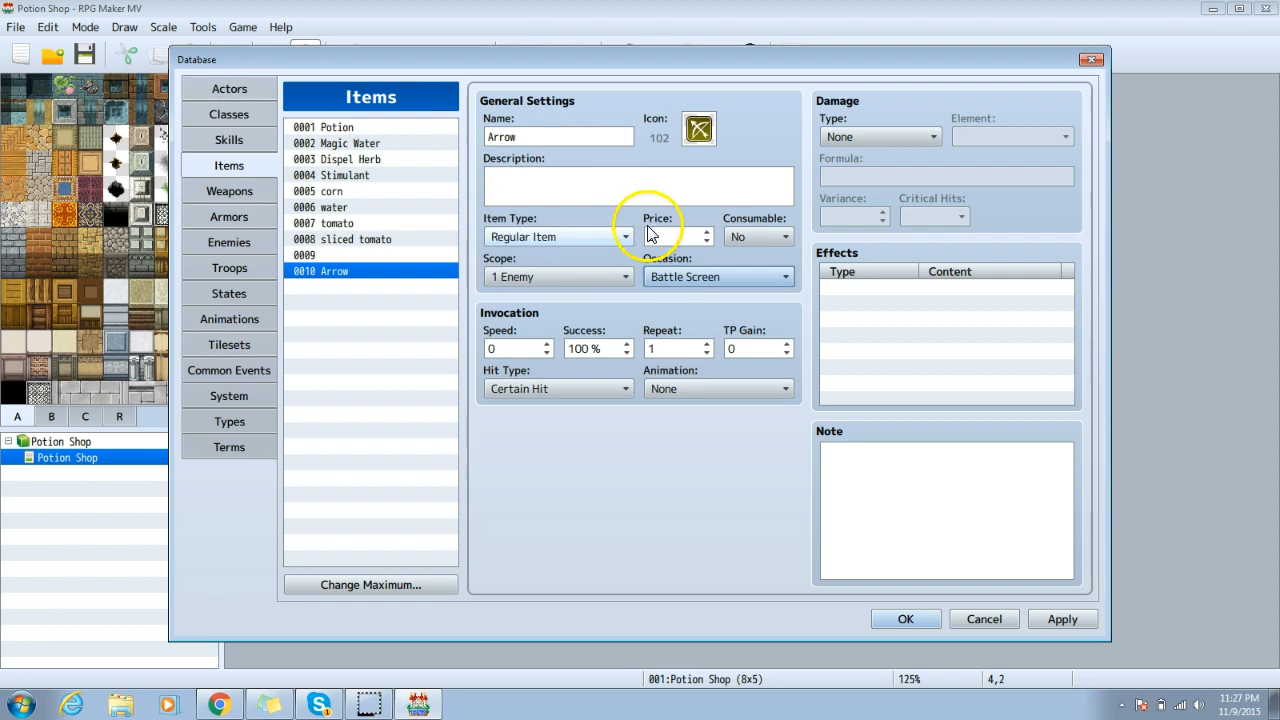 Potion Shop - RPG Maker MV
File Edit Mode Draw Scale Tools Game Help
Database
Actors
Classes
Skills
Items
Weapons
Armors
Enemies
Troops
States
Animations
Tilesets
Common Events
System
Types
Terms
Items
0001 Potion
0002 Magic Water
0003 Dispel Herb
0004 Stimulant
0005 corn
0006 water
0007 tomato
0008 sliced tomato
0009
0010 Arrow
Change Maximum...
General Settings
Name: Icon:
Arrow 102
Description:
Item Type: Price: Consumable:
Regular Item No
Scope: Occasion:
1 Enemy Battle Screen
Invocation
Speed: Success: Repeat: TP Gain:
0 100 % 1 0
Hit Type: Animation:
Certain Hit None
Damage
Type: Element:
None
Formula:
Variance: Critical Hits:
Effects
Type Content
Note
OK Cancel Apply
A B C R
Potion Shop
Potion Shop
001:Potion Shop (8x5) 125% 4,2
11:27 PM
11/9/2015